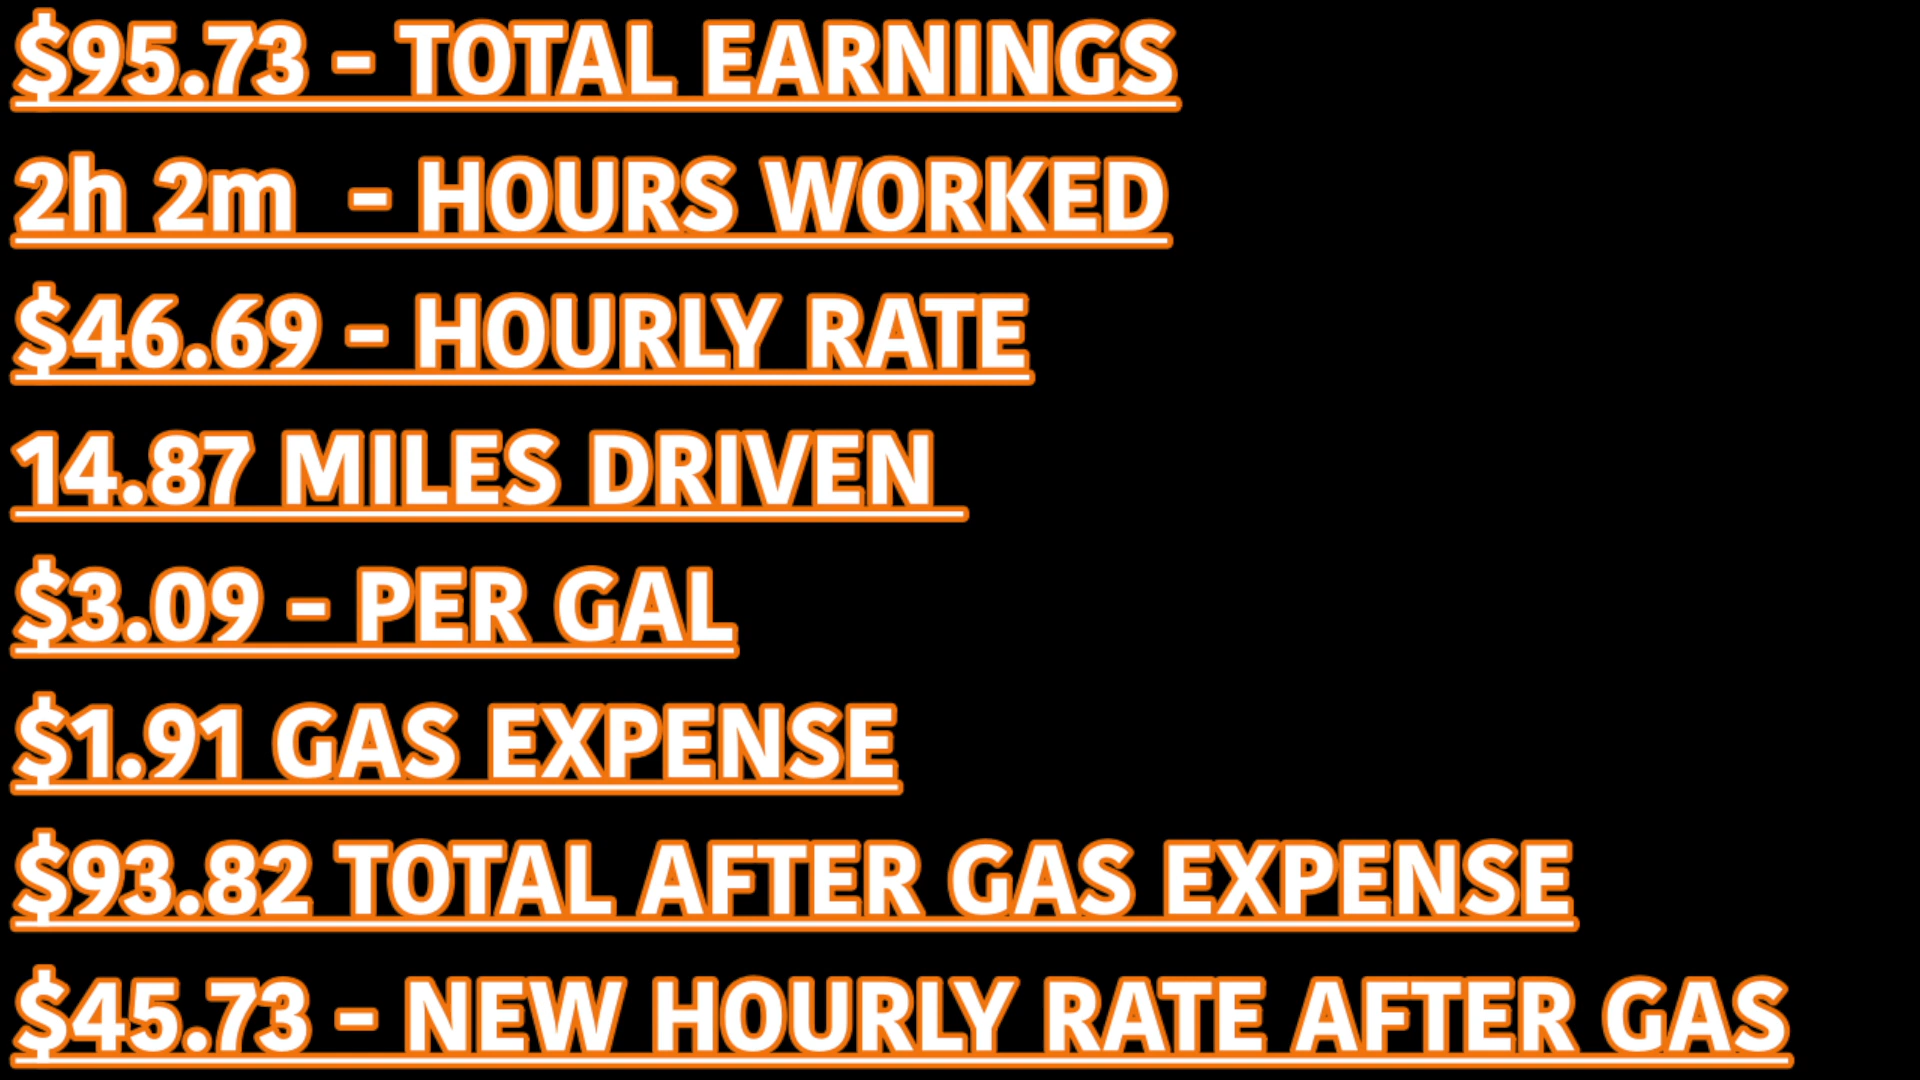 $95.73 - TOTAL EARNINGS
2h 2m  - HOURS WORKED
$46.69 - HOURLY RATE
14.87 MILES DRIVEN
$3.09 - PER GAL
$1.91 GAS EXPENSE
$93.82 TOTAL AFTER GAS EXPENSE
$45.73 - NEW HOURLY RATE AFTER GAS